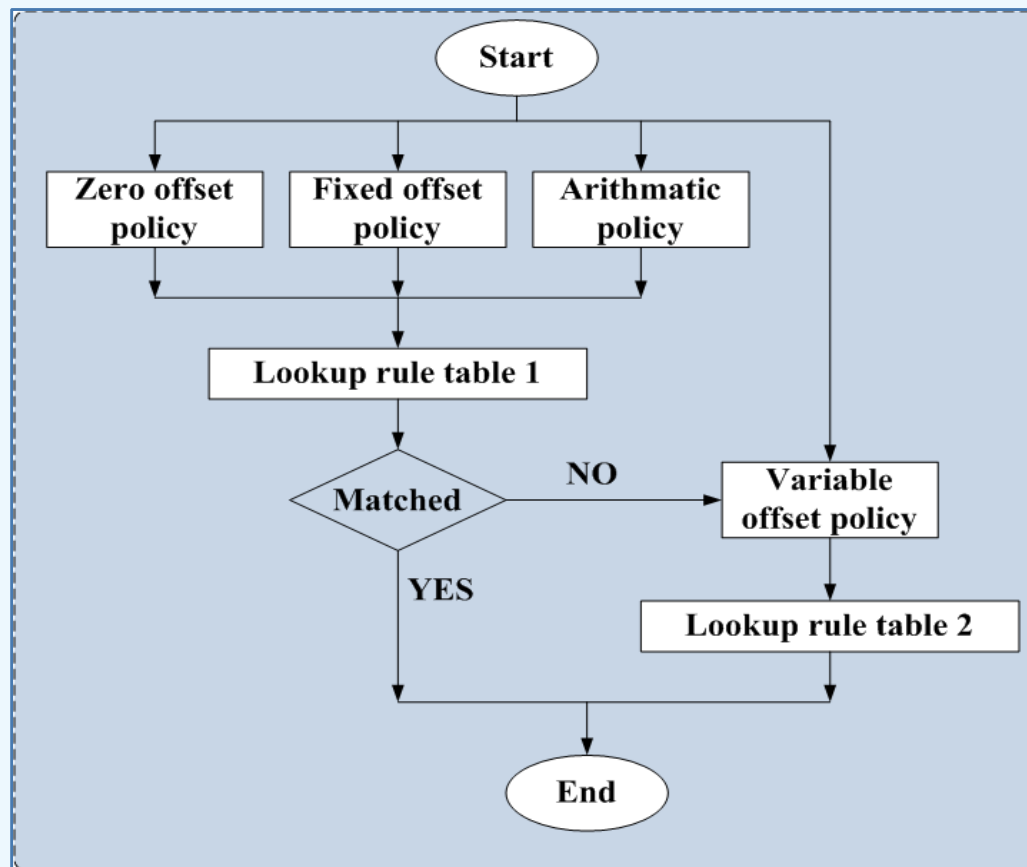 Start
Zero offset
policy
Fixed offset
policy
Arithmatic
policy
Lookup rule table 1
Matched
NO
YES
Variable
offset policy
Lookup rule table 2
End